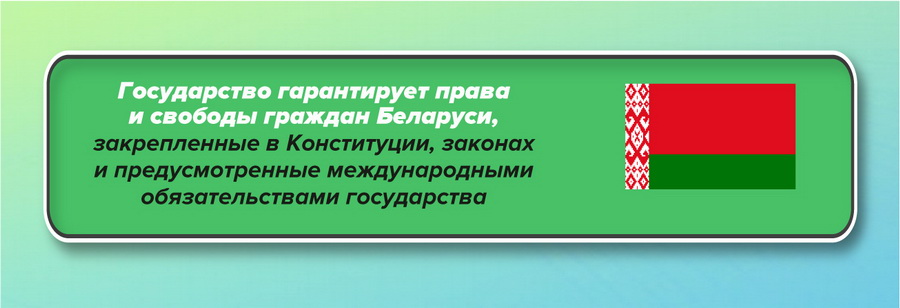 Государство гарантирует права
и свободы граждан Беларуси,
закрепленные в Конституции, законах
и предусмотренные международными
обязательствами государства